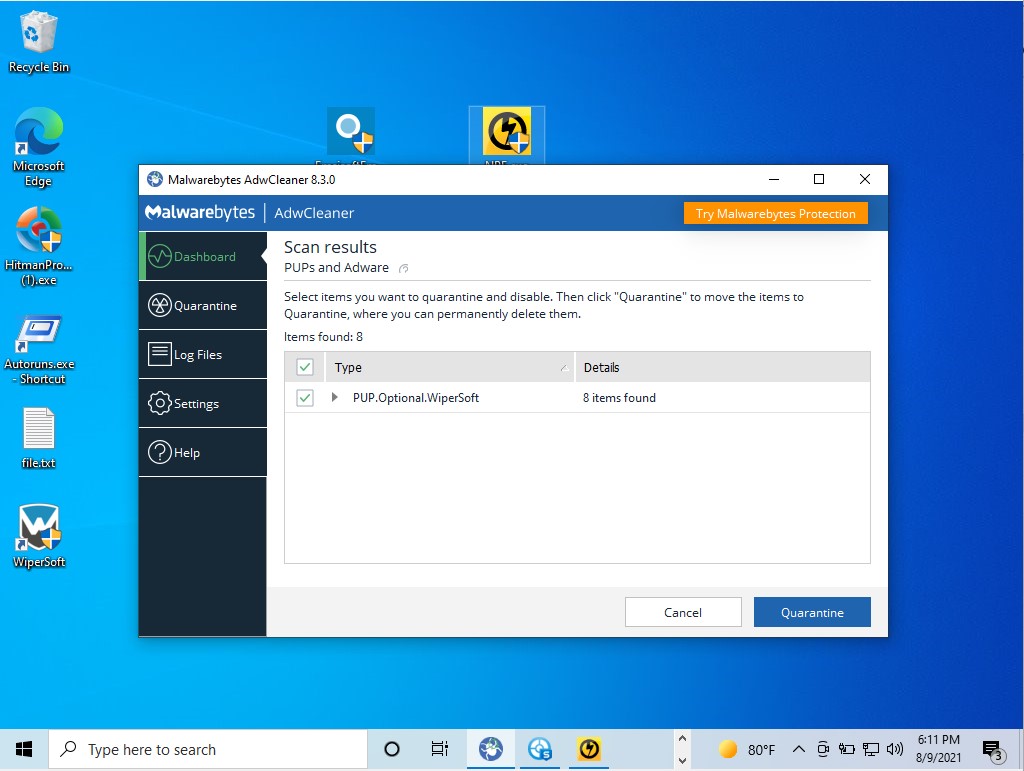 Recycle Bin
Microsoft
Edge
HitmanPro...
(1).exe
Autoruns.exe
- Shortcut
file.txt
WiperSoft
Malwarebytes AdwCleaner 8.3.0
Malwarebytes | AdwCleaner
Try Malwarebytes Protection
Dashboard
Quarantine
Log Files
Settings
Help
Scan results
PUPs and Adware
Select items you want to quarantine and disable. Then click "Quarantine" to move the items to
Quarantine, where you can permanently delete them.
Items found: 8
Type Details
PUP.Optional.WiperSoft 8 items found
Cancel Quarantine
Type here to search
80°F
6:11 PM
8/9/2021
3